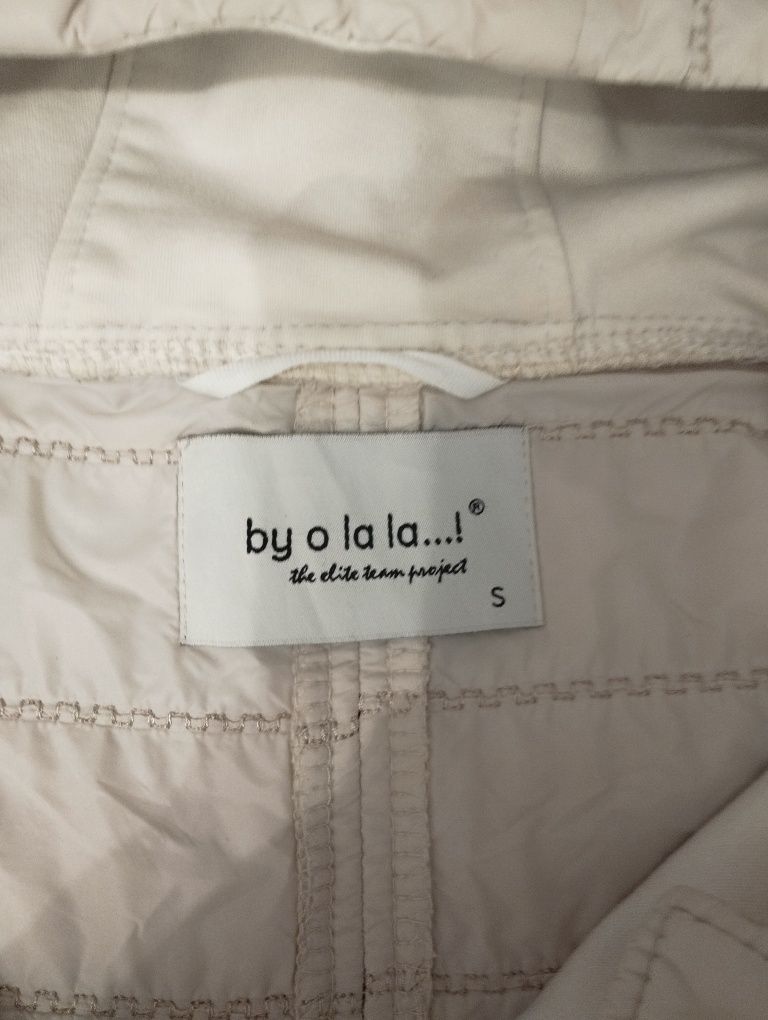 by o la la...!®
the elite team project
S